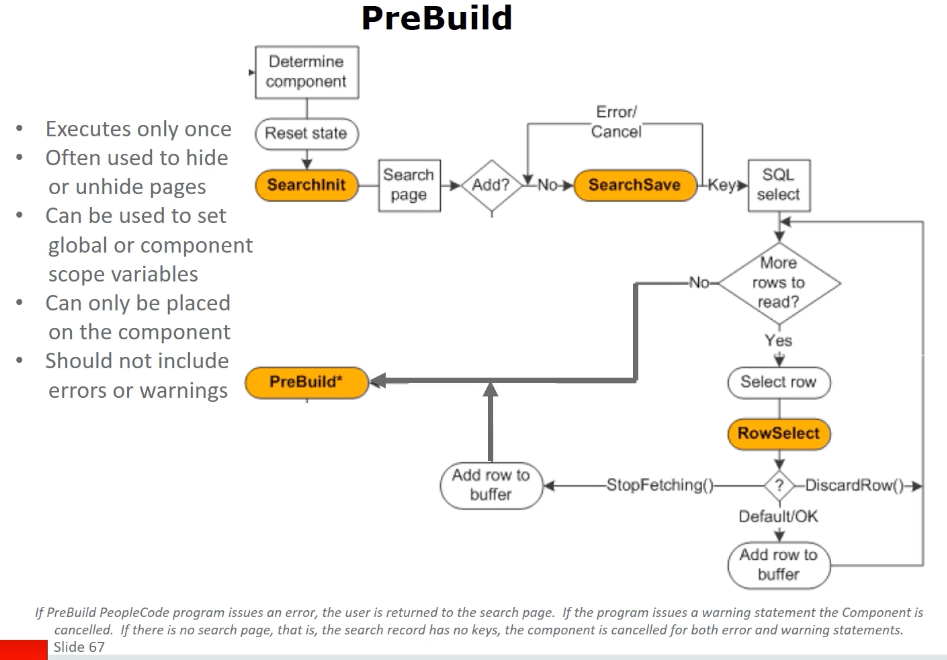 PreBuild
Determine
component
Reset state
SearchInit
Search
page
Add?
No
Error/
Cancel
SearchSave
Key
SQL
select
• Executes only once
• Often used to hide
or unhide pages
• Can be used to set
global or component
scope variables
• Can only be placed
on the component
• Should not include
errors or warnings
More
rows to
read?
No
Yes
PreBuild*
Select row
RowSelect
?
StopFetching()
DiscardRow()
Add row to
buffer
Default/OK
Add row to
buffer
If PreBuild PeopleCode program issues an error, the user is returned to the search page. If the program issues a warning statement the Component is
cancelled. If there is no search page, that is, the search record has no keys, the component is cancelled for both error and warning statements.
Slide 67